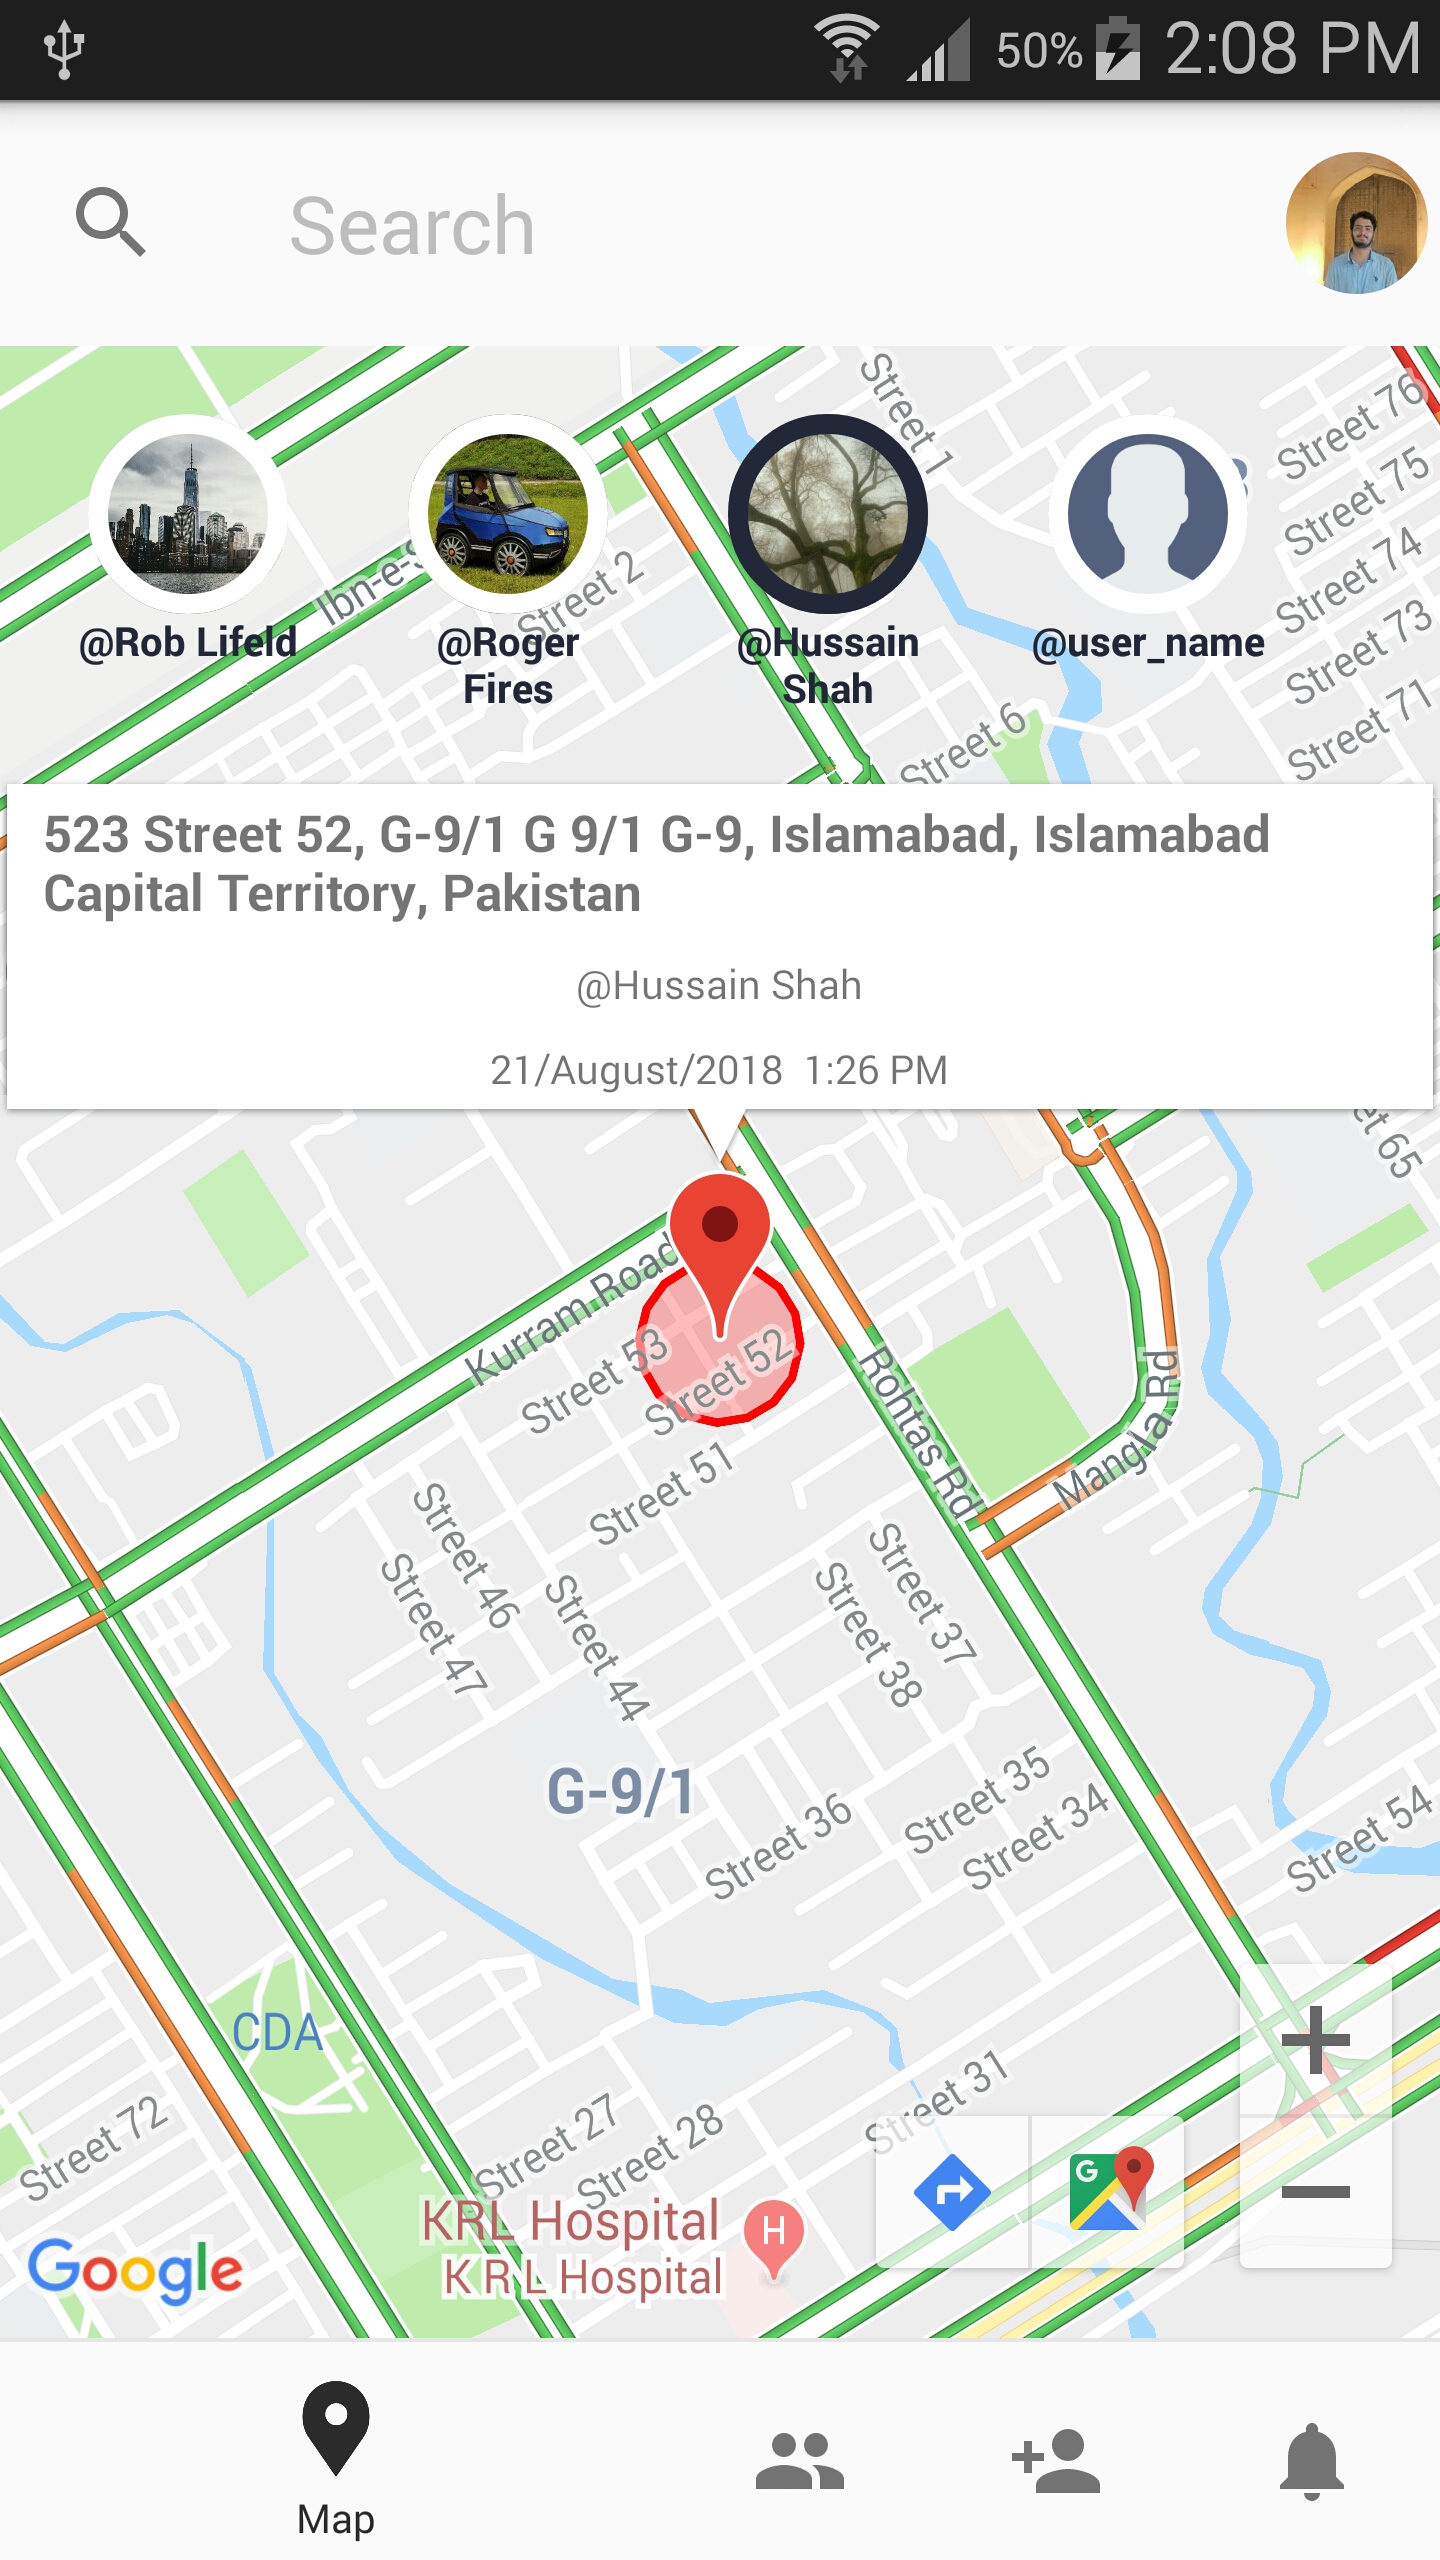 50% 2:08 PM
Search
Street 1
Street 76
Street 75
Street 74
Street 73
Street 71
Street 2
Street 6
@Rob Lifeld
@Roger
Fires
@Hussain
Shah
@user_name
523 Street 52, G-9/1 G 9/1 G-9, Islamabad, Islamabad
Capital Territory, Pakistan
@Hussain Shah
21/August/2018 1:26 PM
Kurram Road
Street 53
Street 52
Street 51
Rohtas Rd
Mangla Rd
Street 46
Street 47
Street 44
Street 37
Street 38
G-9/1
Street 36
Street 35
Street 34
Street 54
CDA
Street 72
Street 27
Street 28
Street 31
KRL Hospital
K R L Hospital
H
G
Google
Map